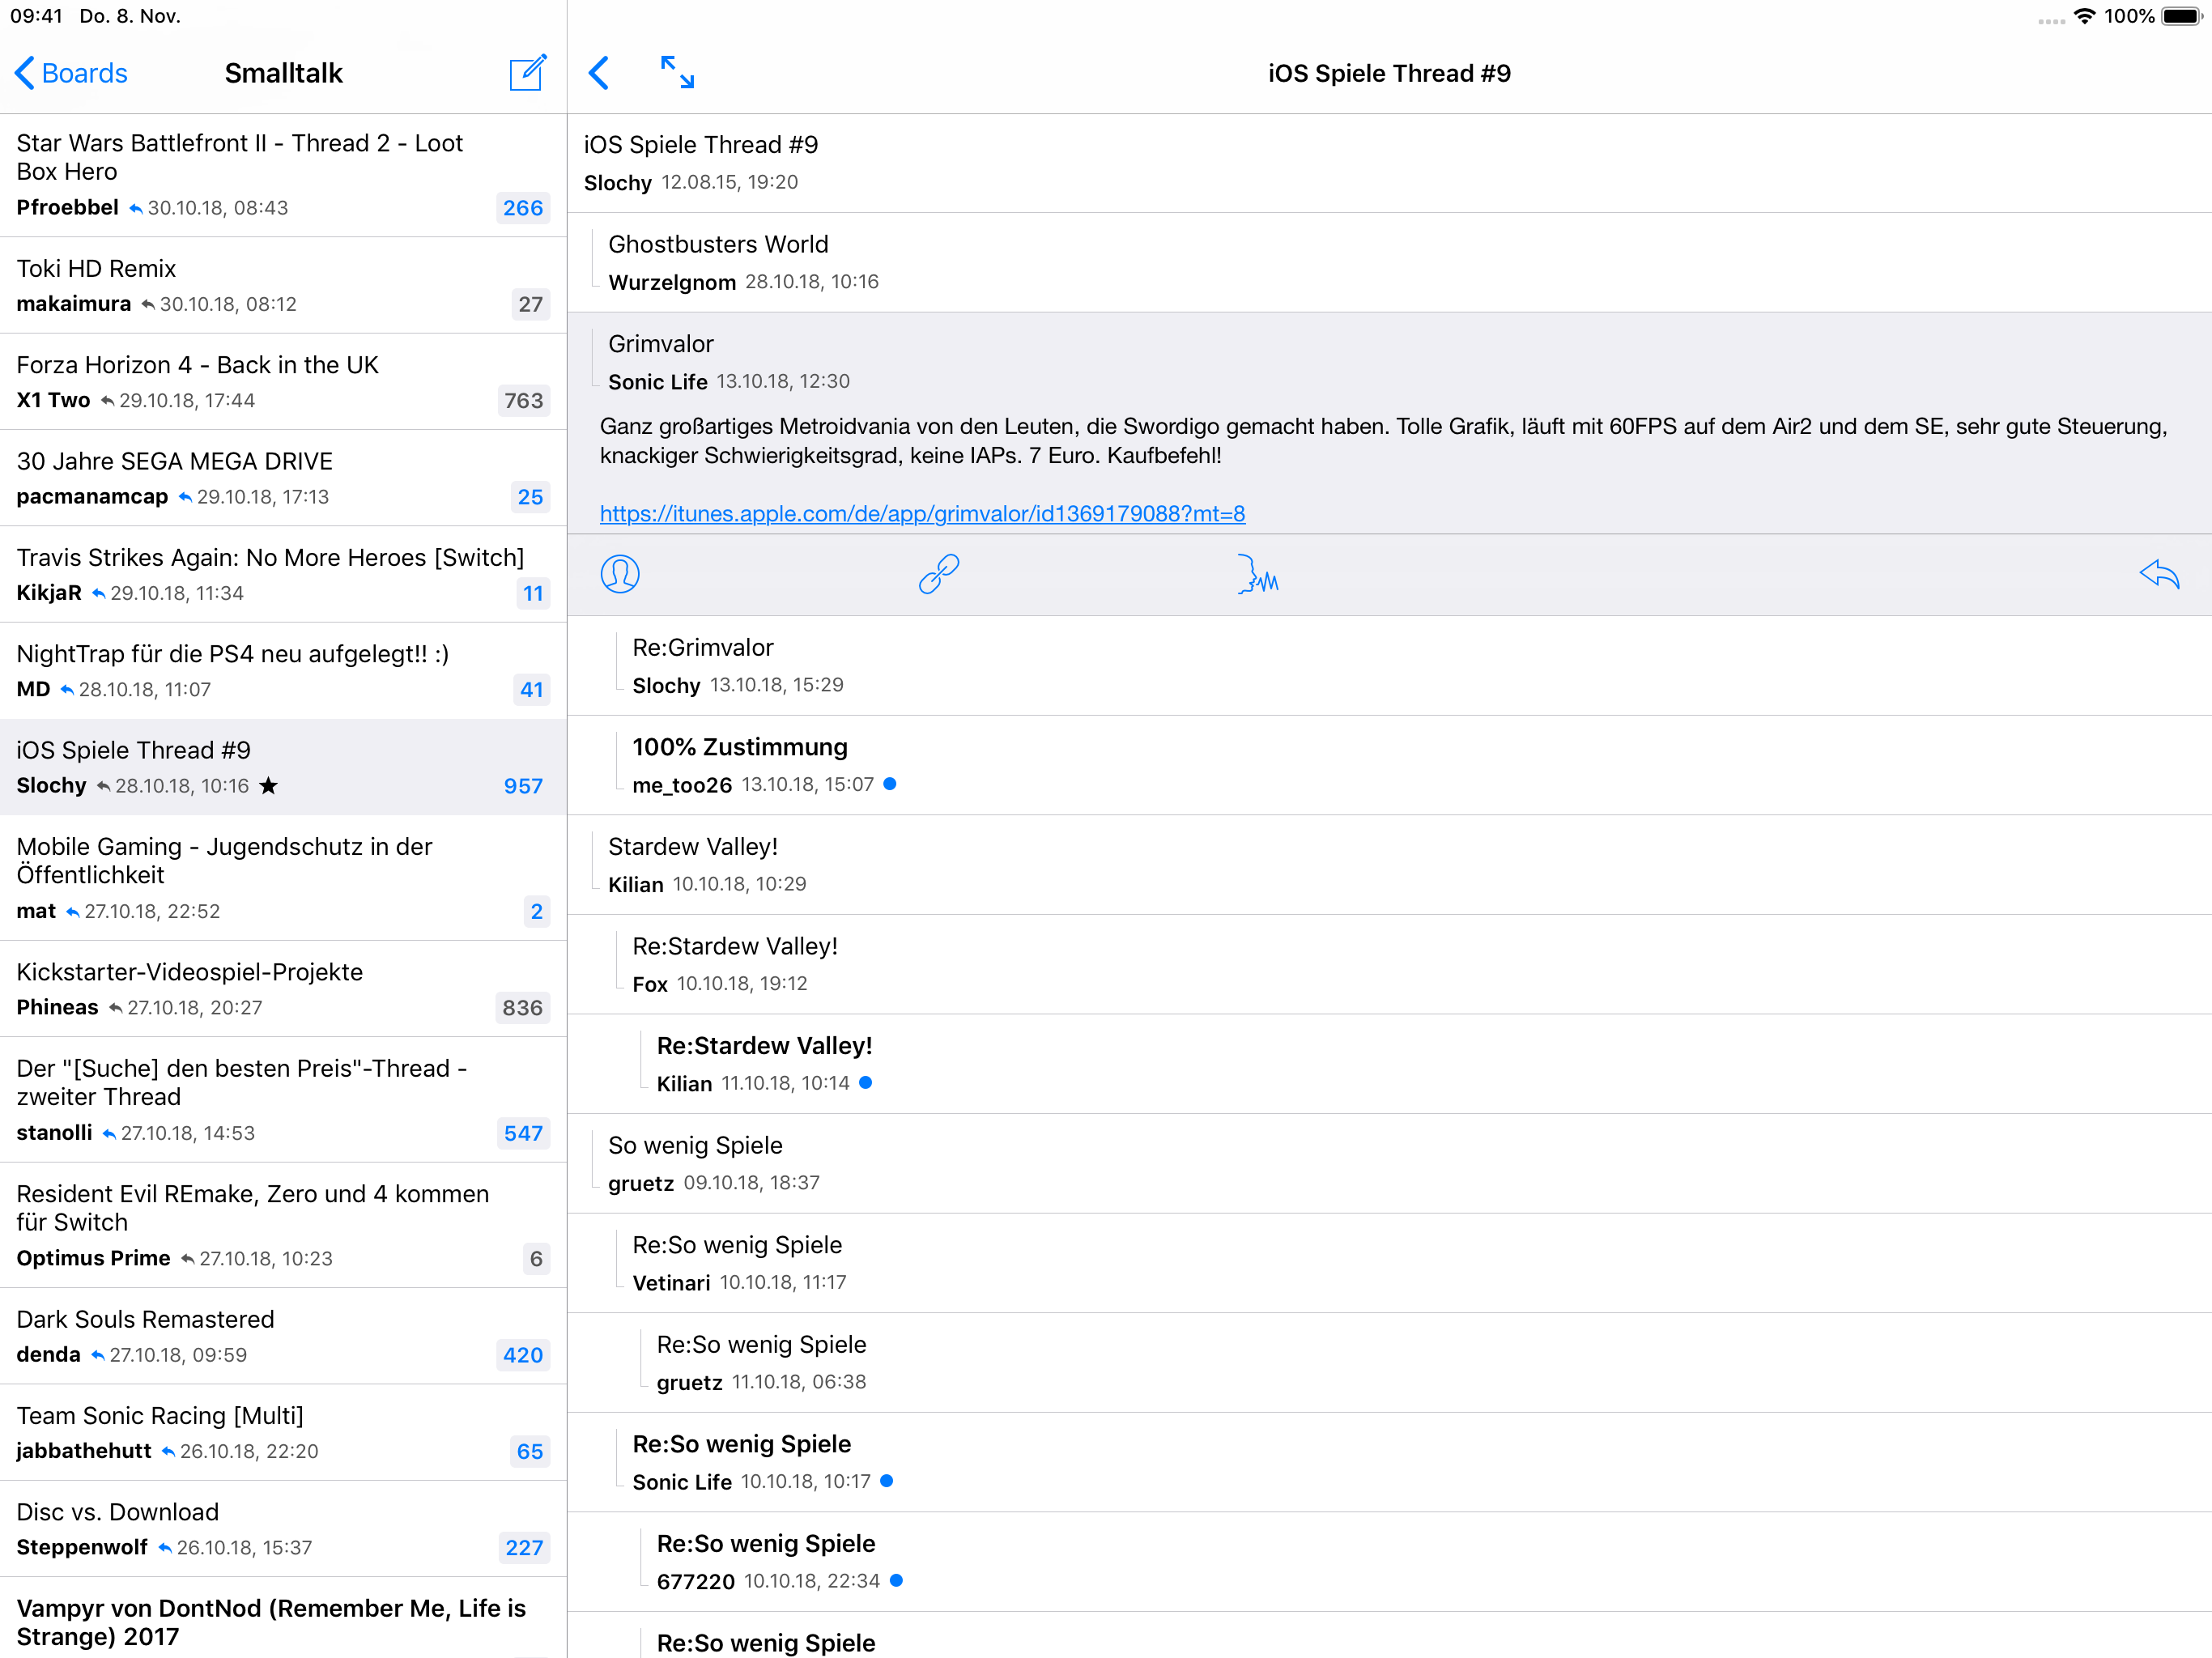 09:41 Do. 8. Nov.
100%
Boards
Smalltalk
Star Wars Battlefront II - Thread 2 - Loot
Box Hero
Pfroebbel 30.10.18, 08:43 266
Toki HD Remix
makaimura 30.10.18, 08:12 27
Forza Horizon 4 - Back in the UK
X1 Two 29.10.18, 17:44 763
30 Jahre SEGA MEGA DRIVE
pacmanamcap 29.10.18, 17:13 25
Travis Strikes Again: No More Heroes [Switch]
KikjaR 29.10.18, 11:34 11
NightTrap für die PS4 neu aufgelegt!! :)
MD 28.10.18, 11:07 41
iOS Spiele Thread #9
Slochy 28.10.18, 10:16 ★ 957
Mobile Gaming - Jugendschutz in der
Öffentlichkeit
mat 27.10.18, 22:52 2
Kickstarter-Videospiel-Projekte
Phineas 27.10.18, 20:27 836
Der "[Suche] den besten Preis"-Thread -
zweiter Thread
stanolli 27.10.18, 14:53 547
Resident Evil REmake, Zero und 4 kommen
für Switch
Optimus Prime 27.10.18, 10:23 6
Dark Souls Remastered
denda 27.10.18, 09:59 420
Team Sonic Racing [Multi]
jabbathehutt 26.10.18, 22:20 65
Disc vs. Download
Steppenwolf 26.10.18, 15:37 227
Vampyr von DontNod (Remember Me, Life is
Strange) 2017
iOS Spiele Thread #9
iOS Spiele Thread #9
Slochy 12.08.15, 19:20
Ghostbusters World
Wurzelgnom 28.10.18, 10:16
Grimvalor
Sonic Life 13.10.18, 12:30
Ganz großartiges Metroidvania von den Leuten, die Swordigo gemacht haben. Tolle Grafik, läuft mit 60FPS auf dem Air2 und dem SE, sehr gute Steuerung,
knackiger Schwierigkeitsgrad, keine IAPs. 7 Euro. Kaufbefehl!
https://itunes.apple.com/de/app/grimvalor/id1369179088?mt=8
Re:Grimvalor
Slochy 13.10.18, 15:29
100% Zustimmung
me_too26 13.10.18, 15:07
Stardew Valley!
Kilian 10.10.18, 10:29
Re:Stardew Valley!
Fox 10.10.18, 19:12
Re:Stardew Valley!
Kilian 11.10.18, 10:14
So wenig Spiele
gruetz 09.10.18, 18:37
Re:So wenig Spiele
Vetinari 10.10.18, 11:17
Re:So wenig Spiele
gruetz 11.10.18, 06:38
Re:So wenig Spiele
Sonic Life 10.10.18, 10:17
Re:So wenig Spiele
677220 10.10.18, 22:34
Re:So wenig Spiele